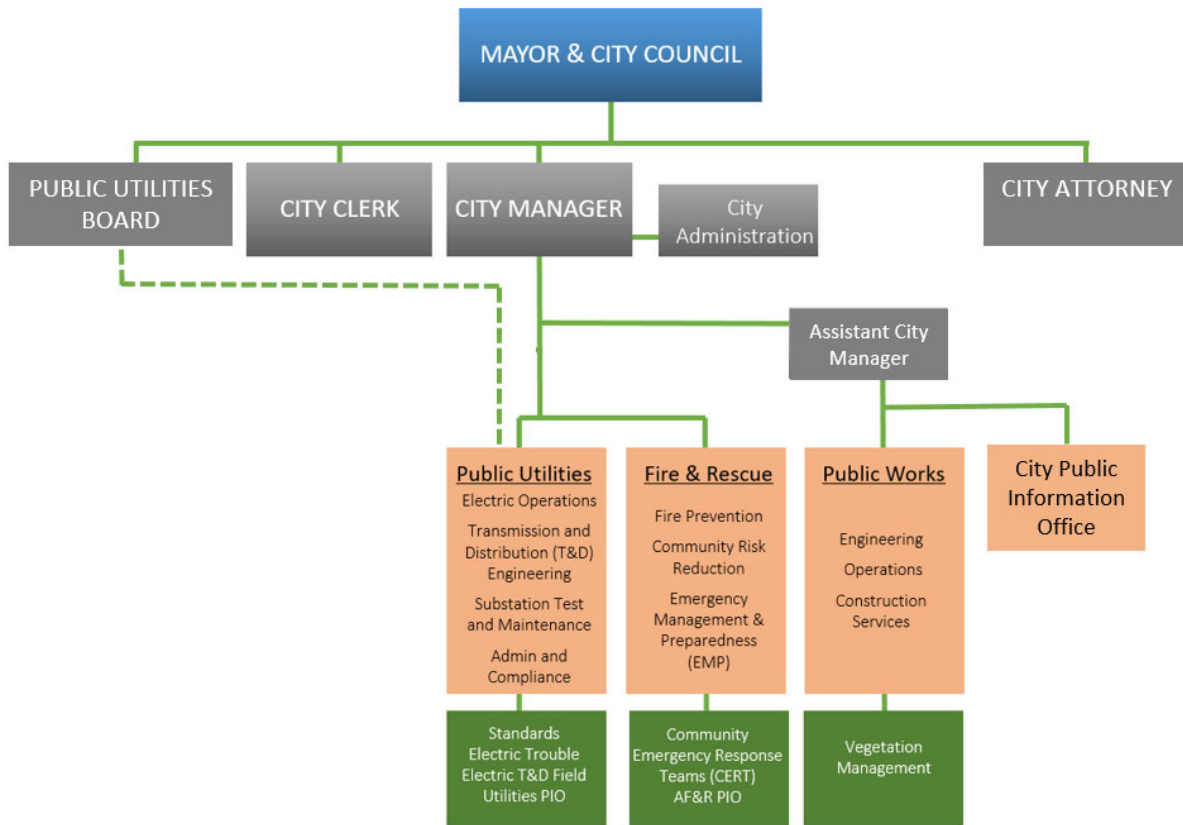 MAYOR & CITY COUNCIL
PUBLIC UTILITIES
BOARD
CITY CLERK
CITY MANAGER
City
Administration
CITY ATTORNEY
Assistant City
Manager
Public Utilities
Electric Operations
Transmission and
Distribution (T&D)
Engineering
Substation Test
and Maintenance
Admin and
Compliance
Fire & Rescue
Fire Prevention
Community Risk
Reduction
Emergency
Management &
Preparedness
(EMP)
Public Works
Engineering
Operations
Construction
Services
City Public
Information
Office
Standards
Electric Trouble
Electric T&D Field
Utilities PIO
Community
Emergency Response
Teams (CERT)
AF&R PIO
Vegetation
Management